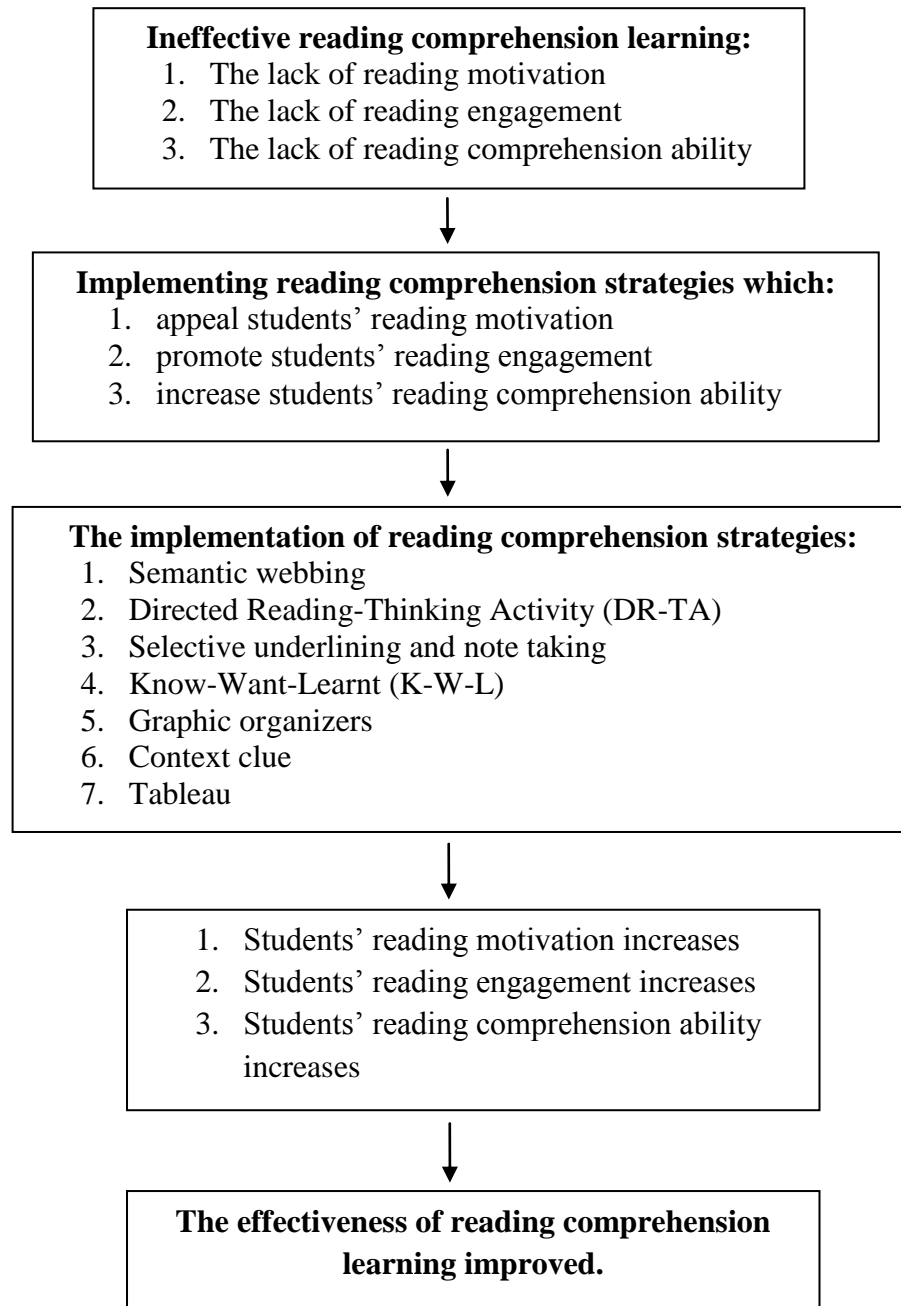 Ineffective reading comprehension learning:
1. The lack of reading motivation
2. The lack of reading engagement
3. The lack of reading comprehension ability
Implementing reading comprehension strategies which:
1. appeal students’ reading motivation
2. promote students’ reading engagement
3. increase students’ reading comprehension ability
The implementation of reading comprehension strategies:
1. Semantic webbing
2. Directed Reading-Thinking Activity (DR-TA)
3. Selective underlining and note taking
4. Know-Want-Learnt (K-W-L)
5. Graphic organizers
6. Context clue
7. Tableau
1. Students’ reading motivation increases
2. Students’ reading engagement increases
3. Students’ reading comprehension ability
increases
The effectiveness of reading comprehension
learning improved.